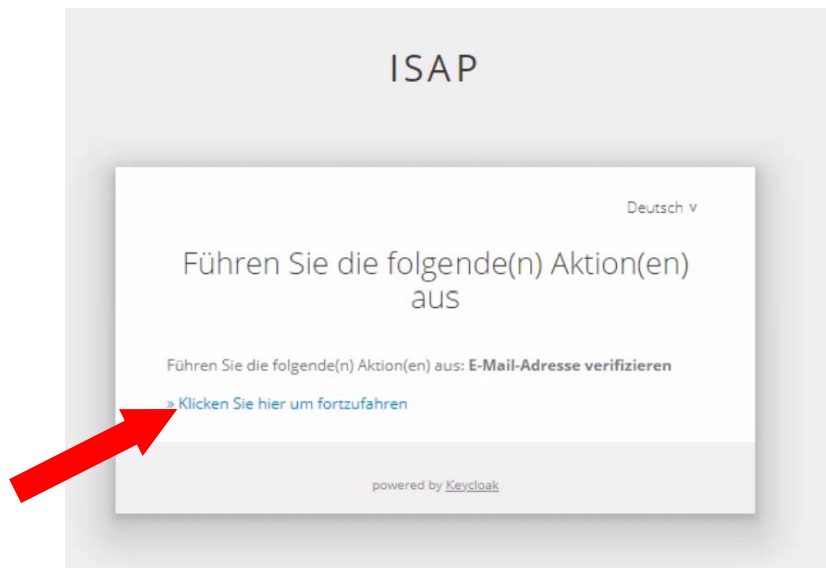 ISAP
Deutsch v
Führen Sie die folgende(n) Aktion(en)
aus
Führen Sie die folgende(n) Aktion(en) aus: E-Mail-Adresse verifizieren
» Klicken Sie hier um fortzufahren
powered by Keycloak